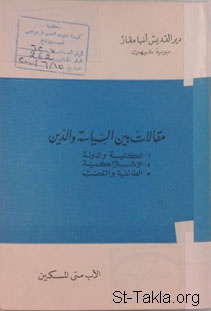 دير القديس أنبا مقار
برية شيهيت
مقالات بين السياسة والدين
١ الكنيسة والدولة
٢ الاشتراكية
٣ الطائفية والتعصب
الأب متى المسكين
St-Takla.org